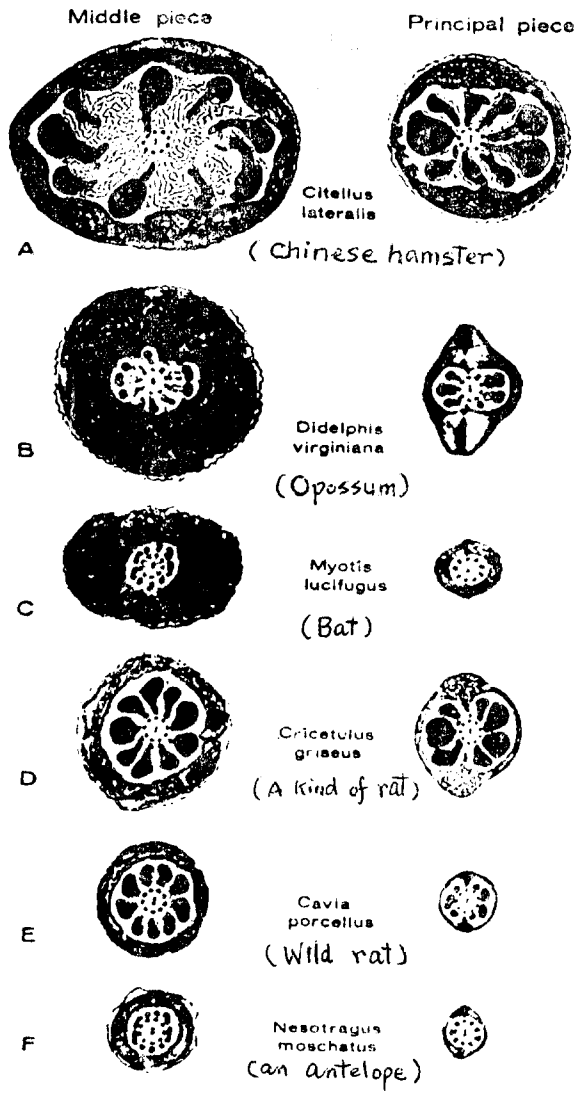 Middle piece
Principal piece
Citellus
lateralis
A
(Chinese hamster)
Didelphis
virginiana
B
(Opossum)
Myotis
lucifugus
C
(Bat)
Cricetulus
griseus
D
(A kind of rat)
Cavia
porcellus
E
(Wild rat)
Nesotragus
moschatus
F
(an antelope)